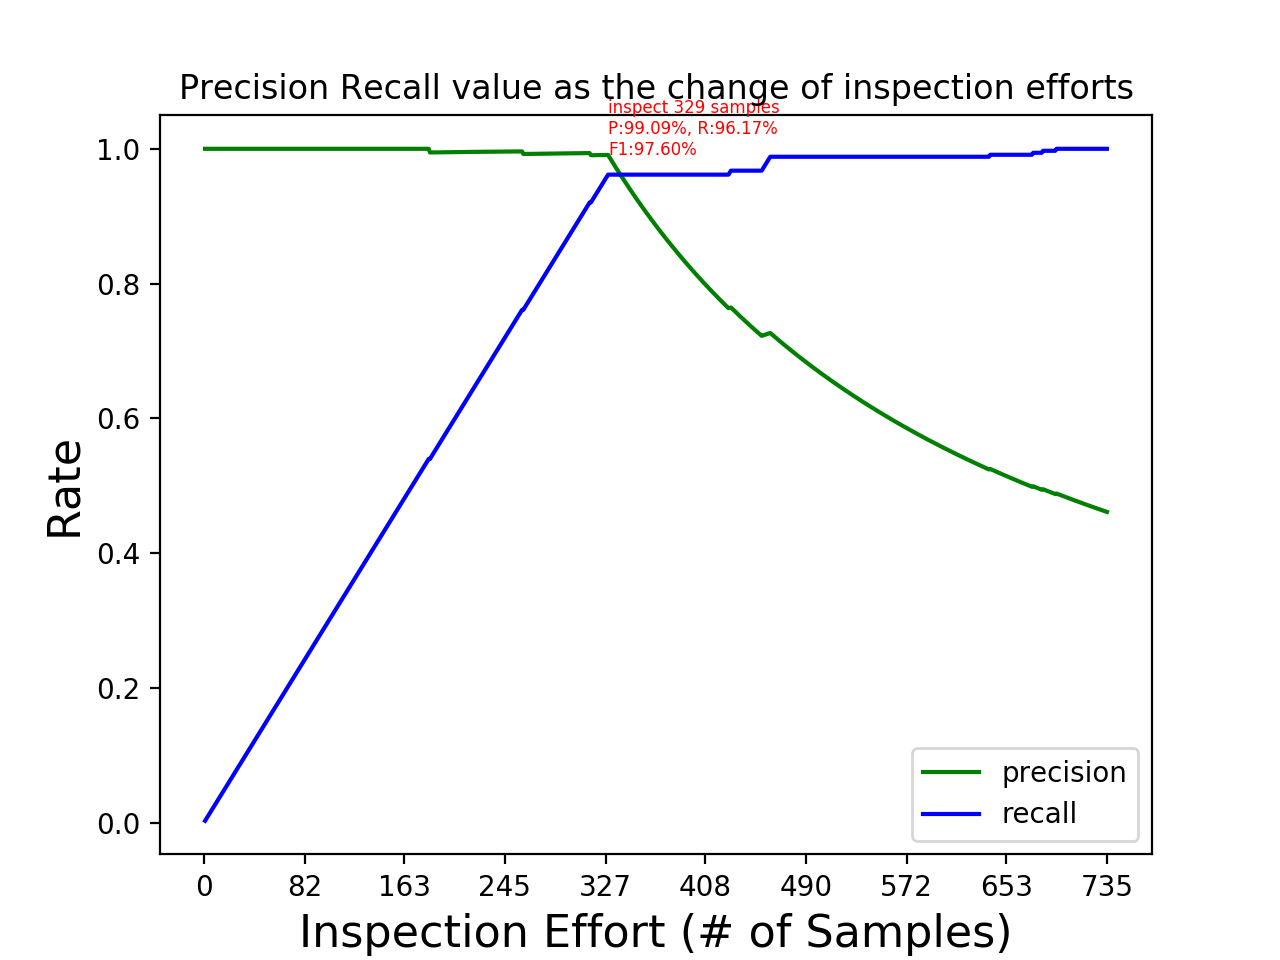 Precision Recall value as the change of inspection efforts
inspect 329 samples
P:99.09%, R:96.17%
F1:97.60%
1.0
0.8
0.6
0.4
0.2
0.0
Rate
precision
recall
0 82 163 245 327 408 490 572 653 735
Inspection Effort (# of Samples)